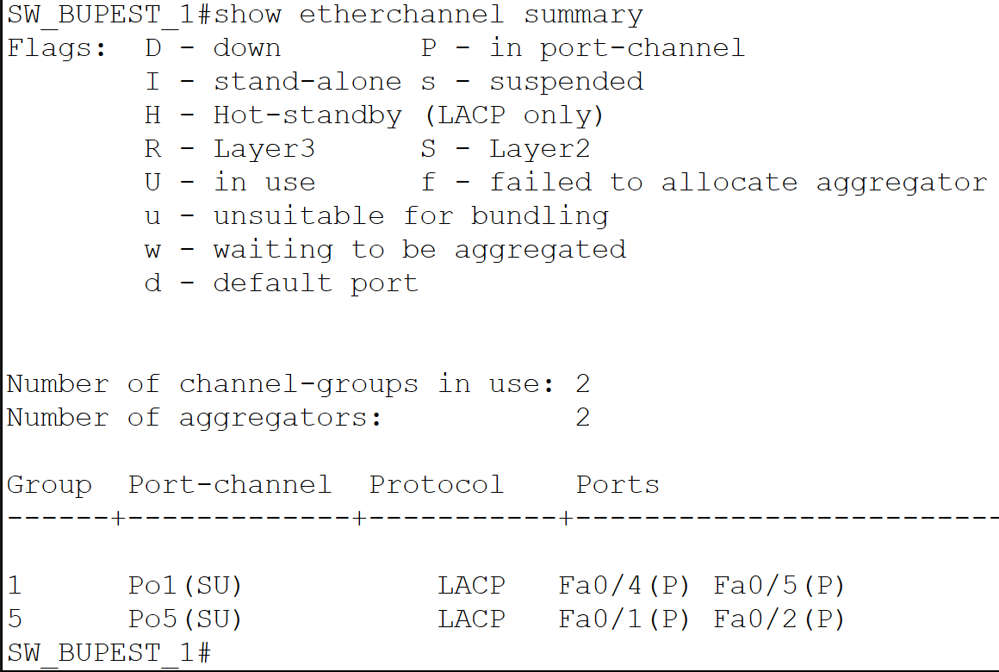 SW_BUPEST_1#show etherchannel summary
Flags:  D - down        P - in port-channel
        I - stand-alone s - suspended
        H - Hot-standby (LACP only)
        R - Layer3      S - Layer2
        U - in use      f - failed to allocate aggregator
        u - unsuitable for bundling
        w - waiting to be aggregated
        d - default port
Number of channel-groups in use: 2
Number of aggregators:           2
Group  Port-channel  Protocol    Ports
------+-------------+-----------+-------------------------
1      Po1(SU)           LACP   Fa0/4(P) Fa0/5(P)
5      Po5(SU)           LACP   Fa0/1(P) Fa0/2(P)
SW_BUPEST_1#